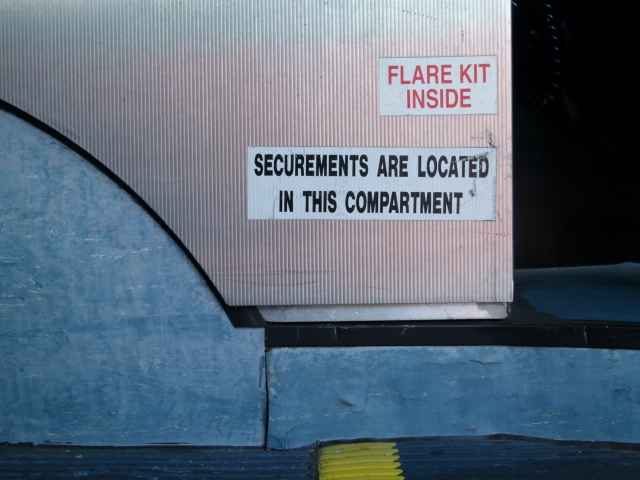 FLARE KIT
INSIDE
SECUREMENTS ARE LOCATED
IN THIS COMPARTMENT